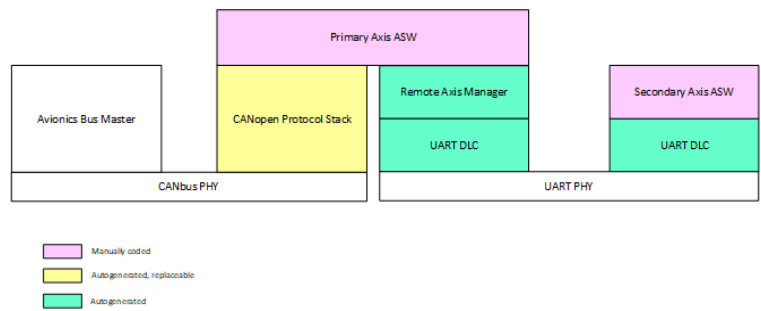 Primary Axis ASW
Avionics Bus Master
CANopen Protocol Stack
Remote Axis Manager
UART DLC
Secondary Axis ASW
UART DLC
CANbus PHY
UART PHY
Manually coded
Autogenerated, replaceable
Autogenerated